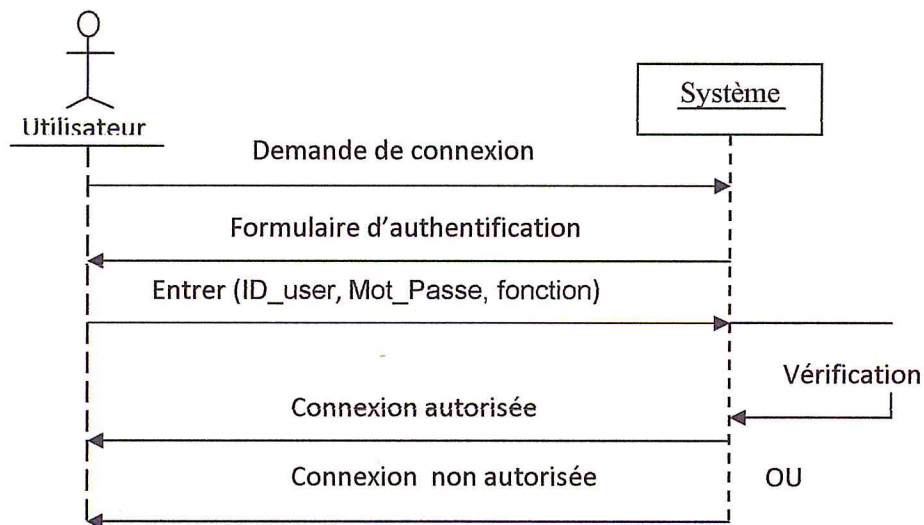 Système
Utilisateur
Demande de connexion
Formulaire d'authentification
Entrer (ID_user, Mot_Passe, fonction)
Vérification
Connexion autorisée
Connexion non autorisée
OU